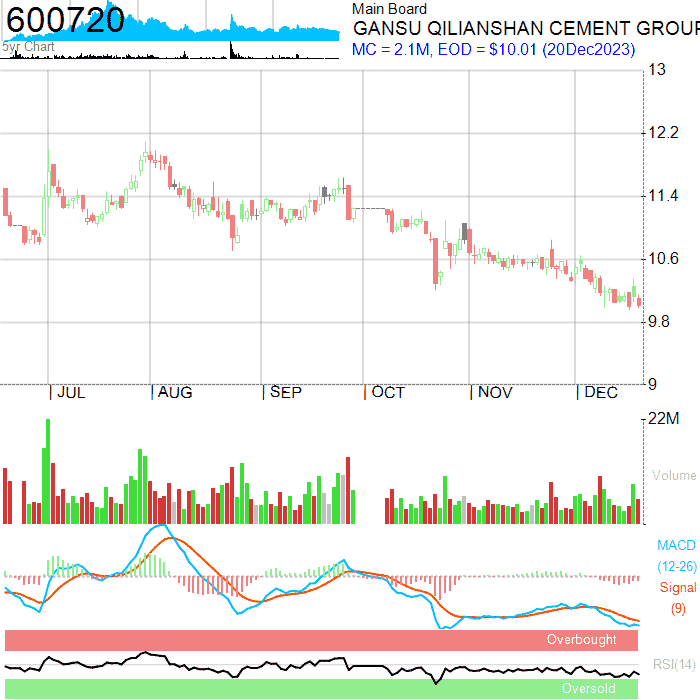 600720
5yr Chart
Main Board
GANSU QILIANSHAN CEMENT GROUP
MC = 2.1M, EOD = $10.01 (20Dec2023)
13
12.2
11.4
10.6
9.8
9
JUL
AUG
SEP
OCT
NOV
DEC
22M
Volume
MACD
(12-26)
Signal
(9)
Overbought
RSI(14)
Oversold